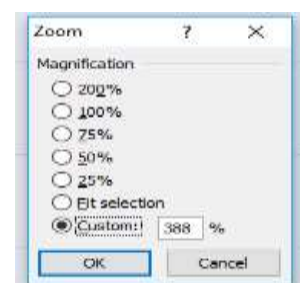 Zoom ? ×
Magnification
200%
100%
75%
50%
25%
Fit selection
Custom: 388 %
OK Cancel